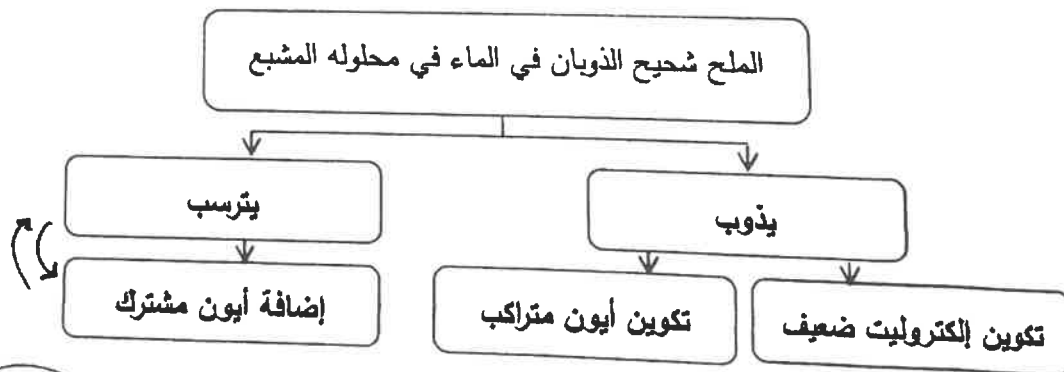 الملح شحيح الذوبان في الماء في محلوله المشبع
يذوب
يترسب
تكوين إلكتروليت ضعيف
تكوين أيون متراكب
إضافة أيون مشترك